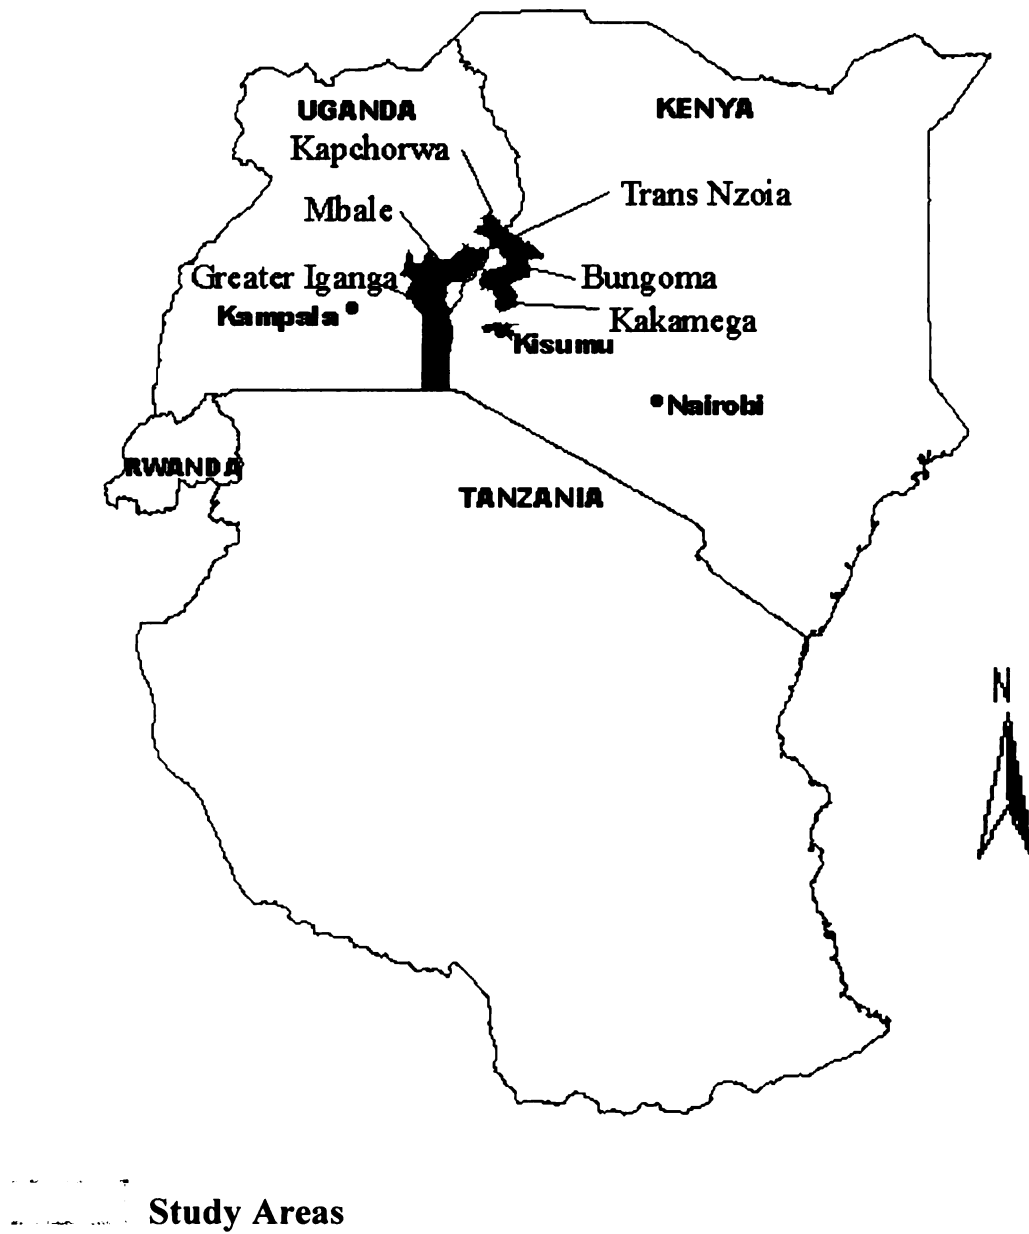 UGANDA
KENYA
Kapchorwa
Trans Nzoia
Mbale
Greater Iganga
Bungoma
Kampala
Kakamega
Kisumu
Nairobi
RWANDA
TANZANIA
N
Study Areas